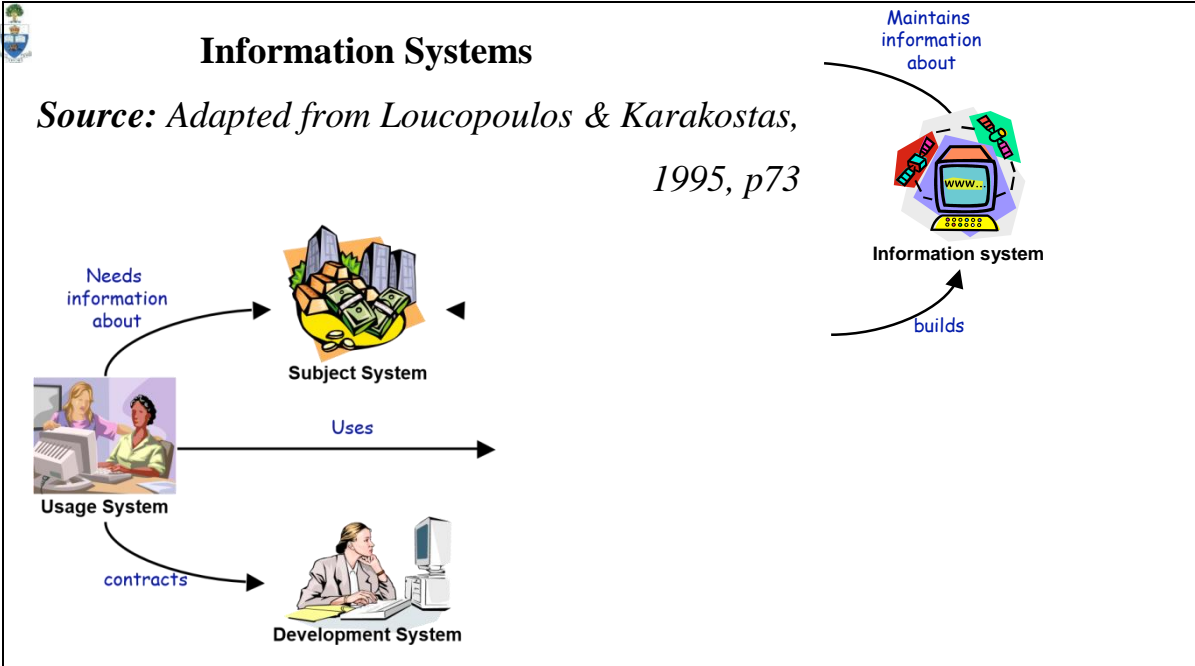 Information Systems
Source: Adapted from Loucopoulos & Karakostas,
1995, p73
Maintains
information
about
www...
Information system
builds
Needs
information
about
Subject System
Uses
Usage System
contracts
Development System